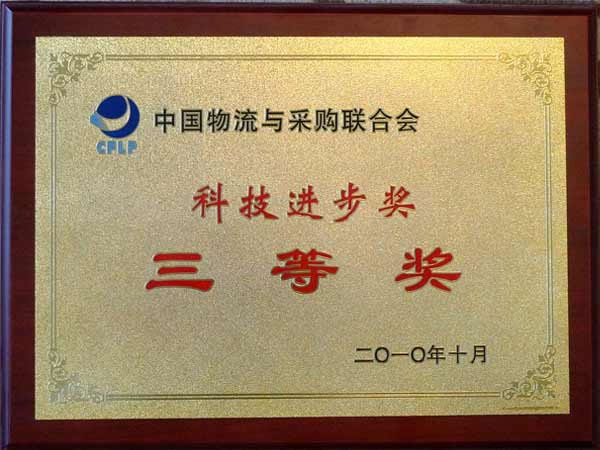 中国物流与采购联合会
CFLP
科技进步奖
三等奖
二〇一〇年十月